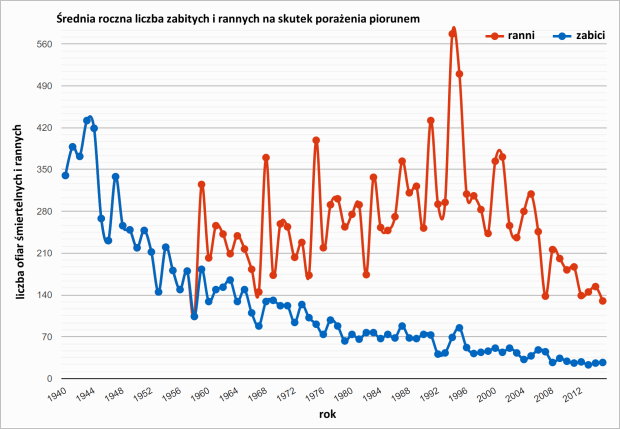 Średnia roczna liczba zabitych i rannych na skutek porażenia piorunem
ranni
zabici
560
490
420
350
280
210
140
70
0
liczba ofiar śmiertelnych i rannych
1940 1944 1948 1952 1956 1960 1964 1968 1972 1976 1980 1984 1988 1992 1996 2000 2004 2008 2012
rok